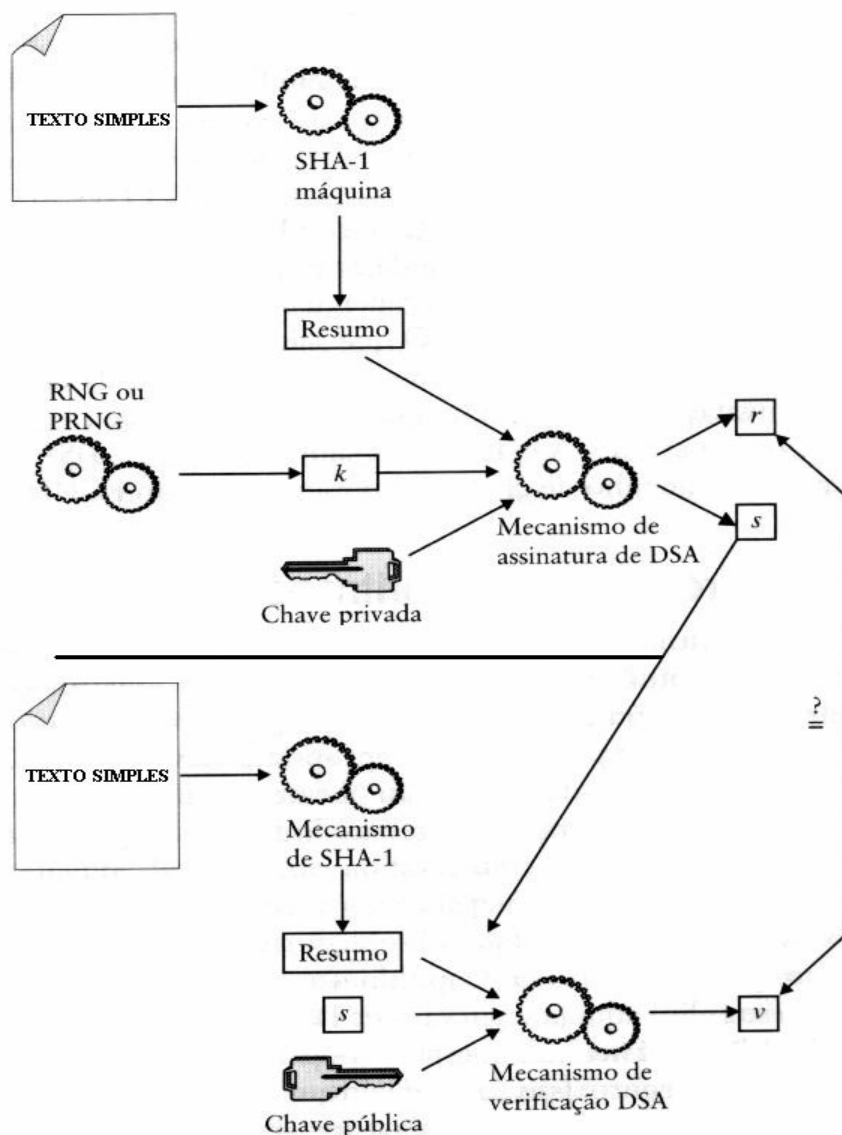 TEXTO SIMPLES
SHA-1
máquina
Resumo
RNG ou
PRNG
k
r
s
Mecanismo de
assinatura de DSA
Chave privada
?
=
TEXTO SIMPLES
Mecanismo
de SHA-1
Resumo
s
v
Mecanismo de
verificação DSA
Chave pública